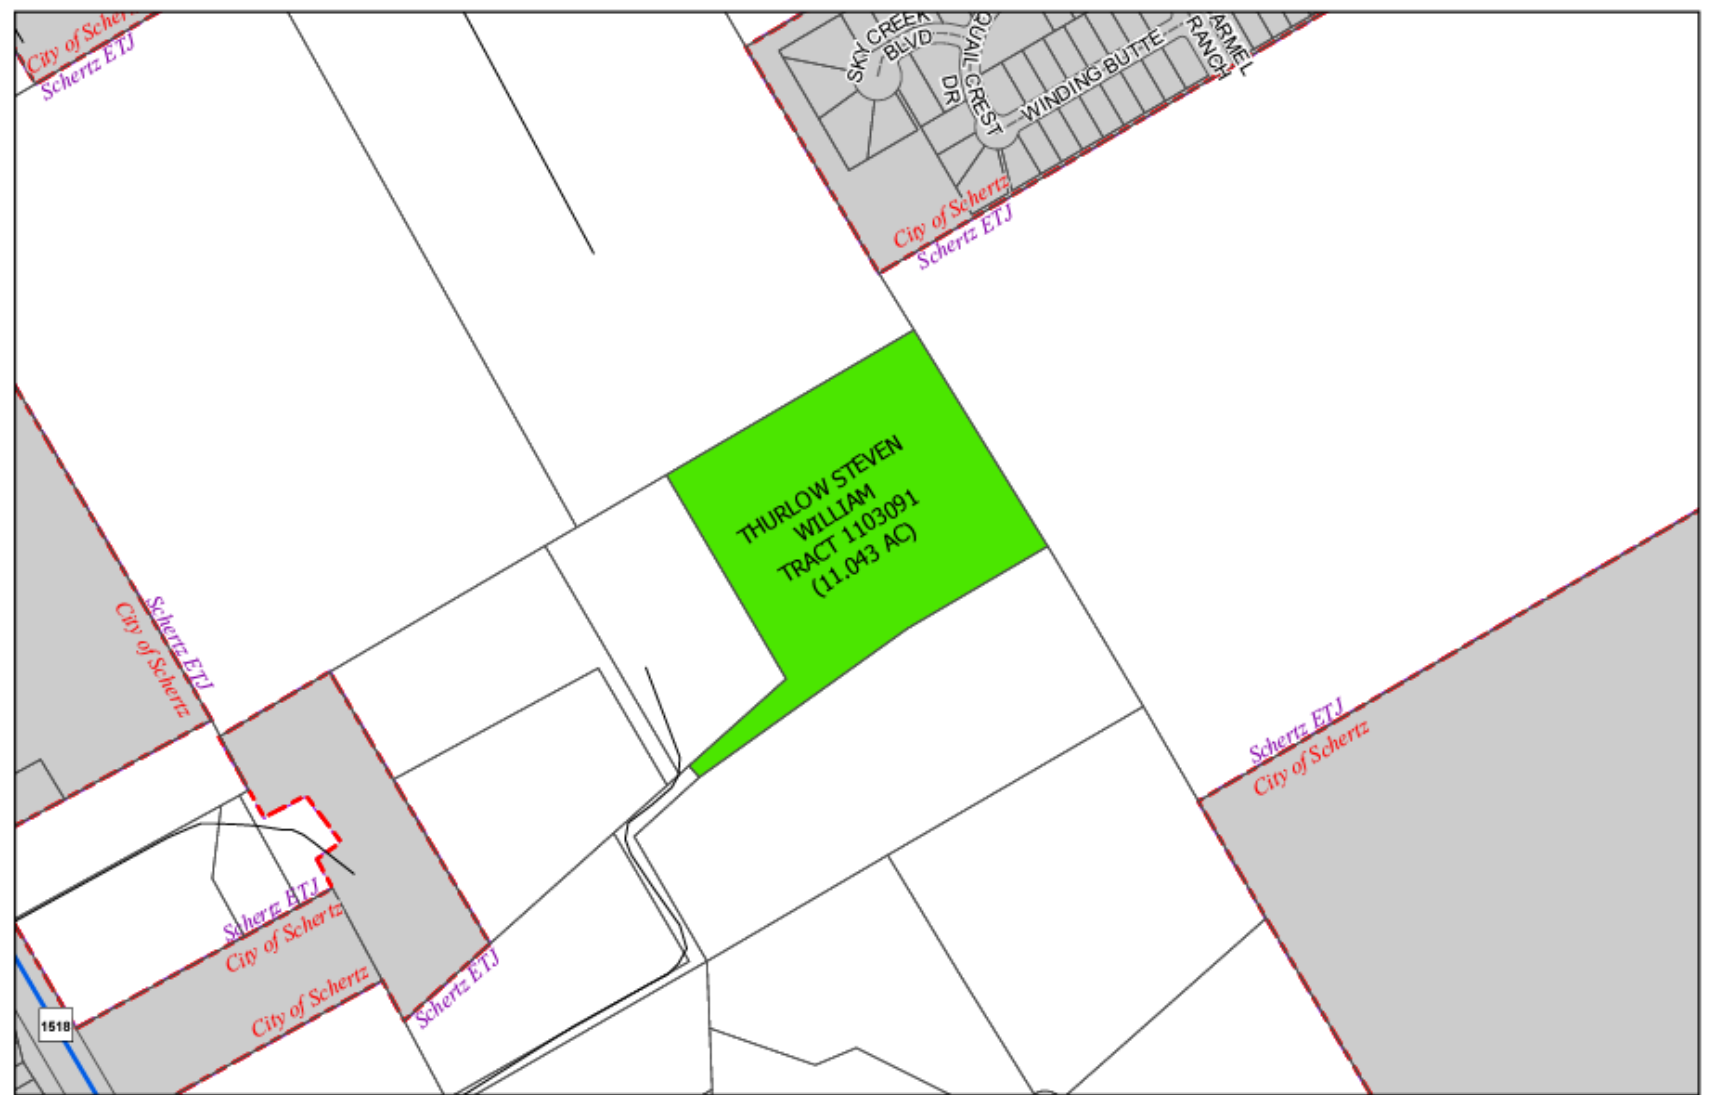 City of Schertz
Schertz ETJ
SKY CREEK
BLVD
QUAIL CREST
DR
WINDING BUTTE
ARMEL
RANCH
City of Schertz
Schertz ETJ
THURLOW STEVEN
WILLIAM
TRACT 1103091
(11.043 AC)
Schertz ETJ
City of Schertz
Schertz ETJ
City of Schertz
Schertz ETJ
City of Schertz
City of Schertz
Schertz ETJ
1518